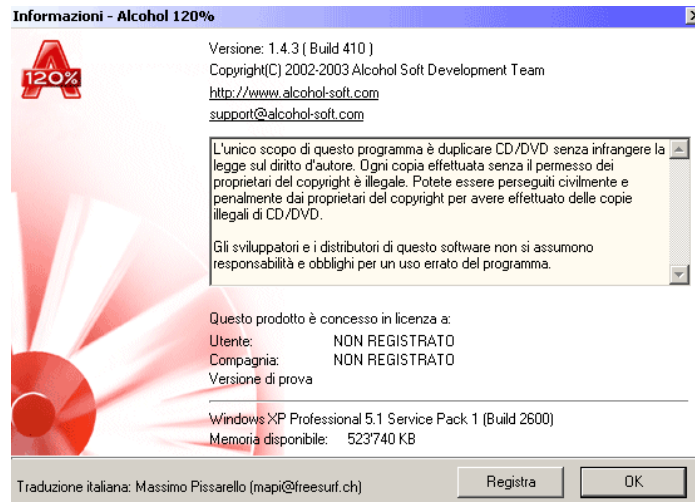 Informazioni - Alcohol 120%
120%
Versione: 1.4.3 ( Build 410 )
Copyright(C) 2002-2003 Alcohol Soft Development Team
http://www.alcohol-soft.com
support@alcohol-soft.com
L'unico scopo di questo programma è duplicare CD/DVD senza infrangere la
legge sul diritto d'autore. Ogni copia effettuata senza il permesso dei
proprietari del copyright è illegale. Potete essere perseguiti civilmente e
penalmente dai proprietari del copyright per avere effettuato delle copie
illegali di CD/DVD.
Gli sviluppatori e i distributori di questo software non si assumono
responsabilità e obblighi per un uso errato del programma.
Questo prodotto è concesso in licenza a:
Utente: NON REGISTRATO
Compagnia: NON REGISTRATO
Versione di prova
Windows XP Professional 5.1 Service Pack 1 (Build 2600)
Memoria disponibile: 523'740 KB
Traduzione italiana: Massimo Pissarello (mapi@freesurf.ch)
Registra
OK